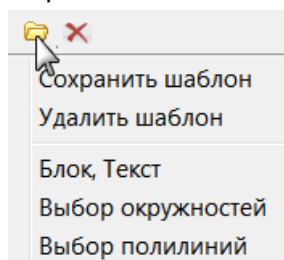 Сохранить шаблон
Удалить шаблон
Блок, Текст
Выбор окружностей
Выбор полилиний